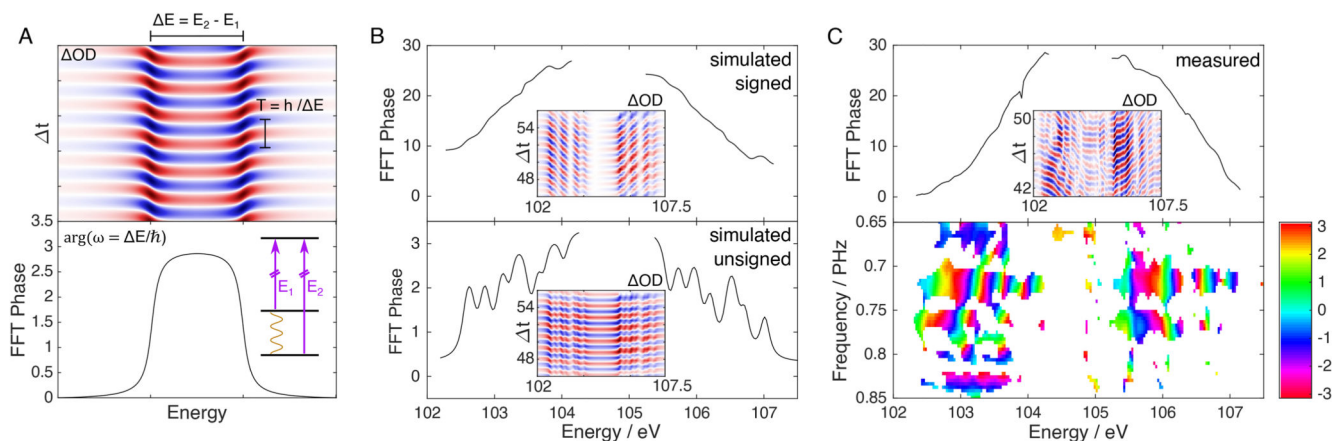 A
ΔE = E₂ - E₁
ΔOD
T = h /ΔE
Δt
3.5
arg(ω = ΔE/ℏ)
3
2.5
2
1.5
1
0.5
0
FFT Phase
E₁
E₂
Energy
B
30
20
10
0
FFT Phase
simulated
signed
ΔOD
54
48
Δt
102
107.5
4
3
2
1
0
FFT Phase
simulated
unsigned
ΔOD
54
48
Δt
102
107.5
102 103 104 105 106 107
Energy / eV
C
30
20
10
0
FFT Phase
measured
ΔOD
50
42
Δt
102
107.5
0.65
0.7
0.75
0.8
0.85
Frequency / PHz
102 103 104 105 106 107
Energy / eV
3
2
1
0
-1
-2
-3